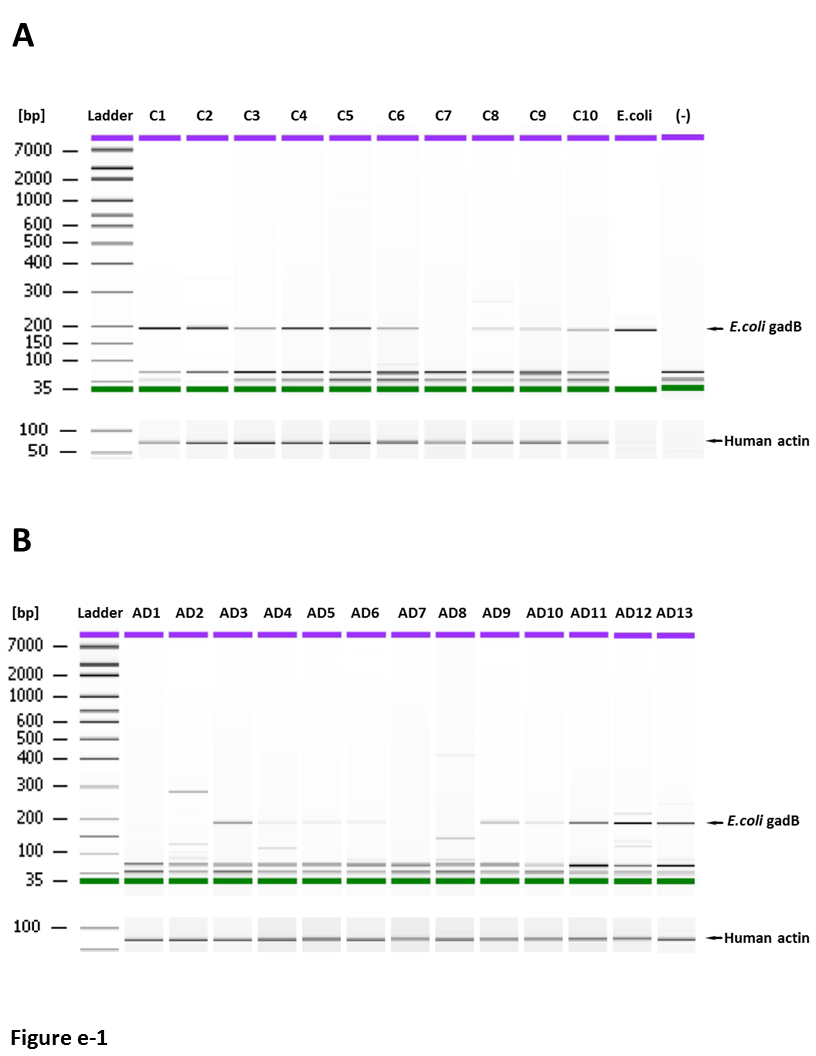 A
[bp] Ladder C1 C2 C3 C4 C5 C6 C7 C8 C9 C10 E.coli (-)
7000
2000
1000
600
500
400
300
200
E.coli gadB
150
100
35
100
Human actin
50
B
[bp] Ladder AD1 AD2 AD3 AD4 AD5 AD6 AD7 AD8 AD9 AD10 AD11 AD12 AD13
7000
2000
1000
600
500
400
300
200
E.coli gadB
100
35
100
Human actin
Figure e-1